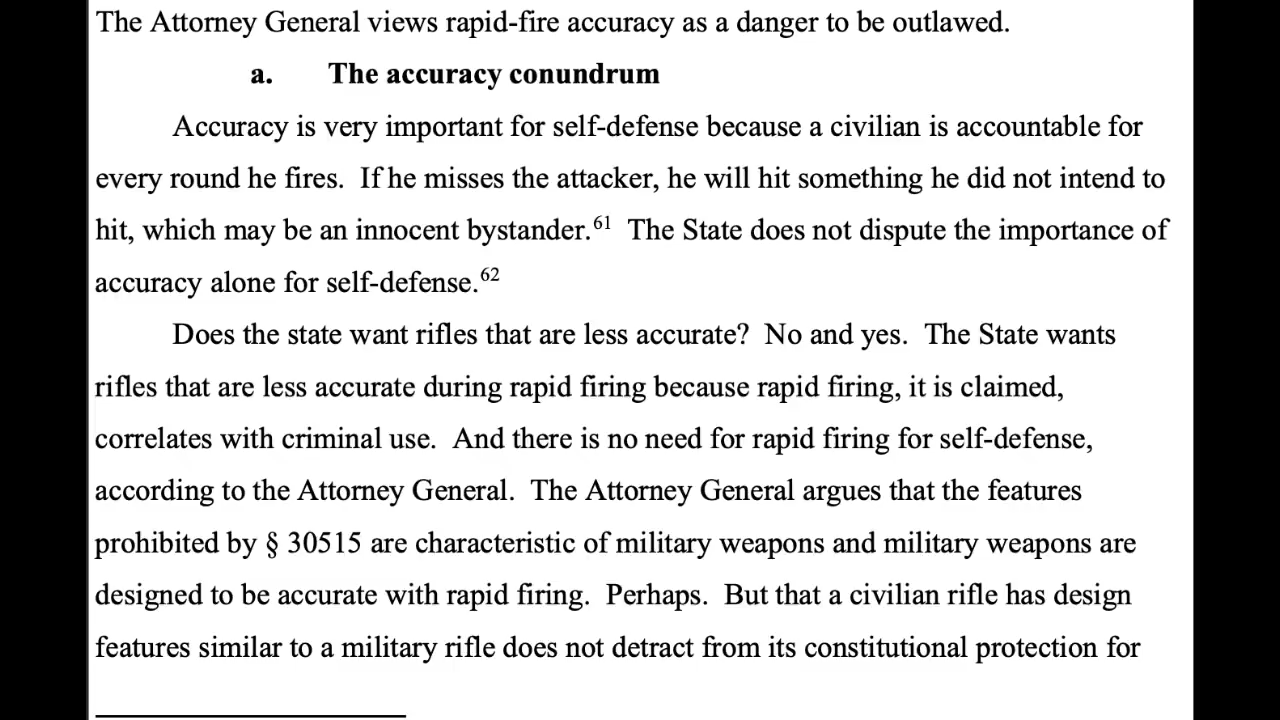 The Attorney General views rapid-fire accuracy as a danger to be outlawed.
a. The accuracy conundrum
Accuracy is very important for self-defense because a civilian is accountable for
every round he fires.  If he misses the attacker, he will hit something he did not intend to
hit, which may be an innocent bystander.61  The State does not dispute the importance of
accuracy alone for self-defense.62
Does the state want rifles that are less accurate?  No and yes.  The State wants
rifles that are less accurate during rapid firing because rapid firing, it is claimed,
correlates with criminal use.  And there is no need for rapid firing for self-defense,
according to the Attorney General.  The Attorney General argues that the features
prohibited by § 30515 are characteristic of military weapons and military weapons are
designed to be accurate with rapid firing.  Perhaps.  But that a civilian rifle has design
features similar to a military rifle does not detract from its constitutional protection for